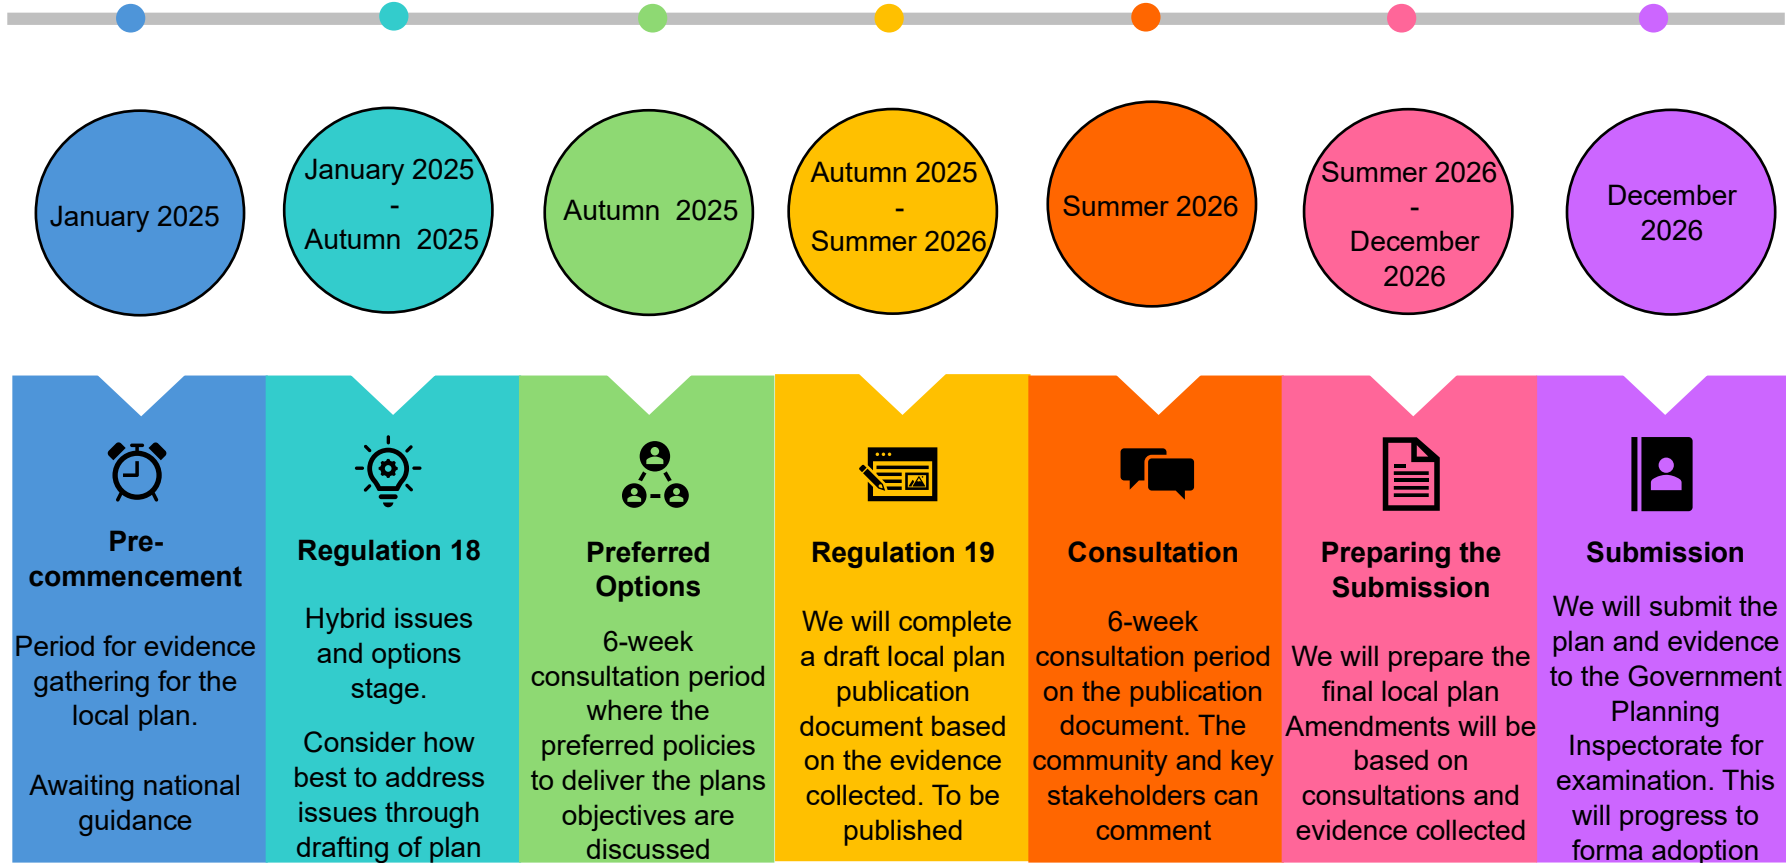 January 2025
January 2025
-
Autumn  2025
Autumn  2025
Autumn 2025
-
Summer 2026
Summer 2026
Summer 2026
-
December
2026
December
2026
Pre-
commencement
Period for evidence
gathering for the
local plan.
Awaiting national
guidance
Regulation 18
Hybrid issues
and options
stage.
Consider how
best to address
issues through
drafting of plan
Preferred
Options
6-week
consultation period
where the
preferred policies
to deliver the plans
objectives are
discussed
Regulation 19
We will complete
a draft local plan
publication
document based
on the evidence
collected. To be
published
Consultation
6-week
consultation period
on the publication
document. The
community and key
stakeholders can
comment
Preparing the
Submission
We will prepare the
final local plan
Amendments will be
based on
consultations and
evidence collected
Submission
We will submit the
plan and evidence
to the Government
Planning
Inspectorate for
examination. This
will progress to
forma adoption